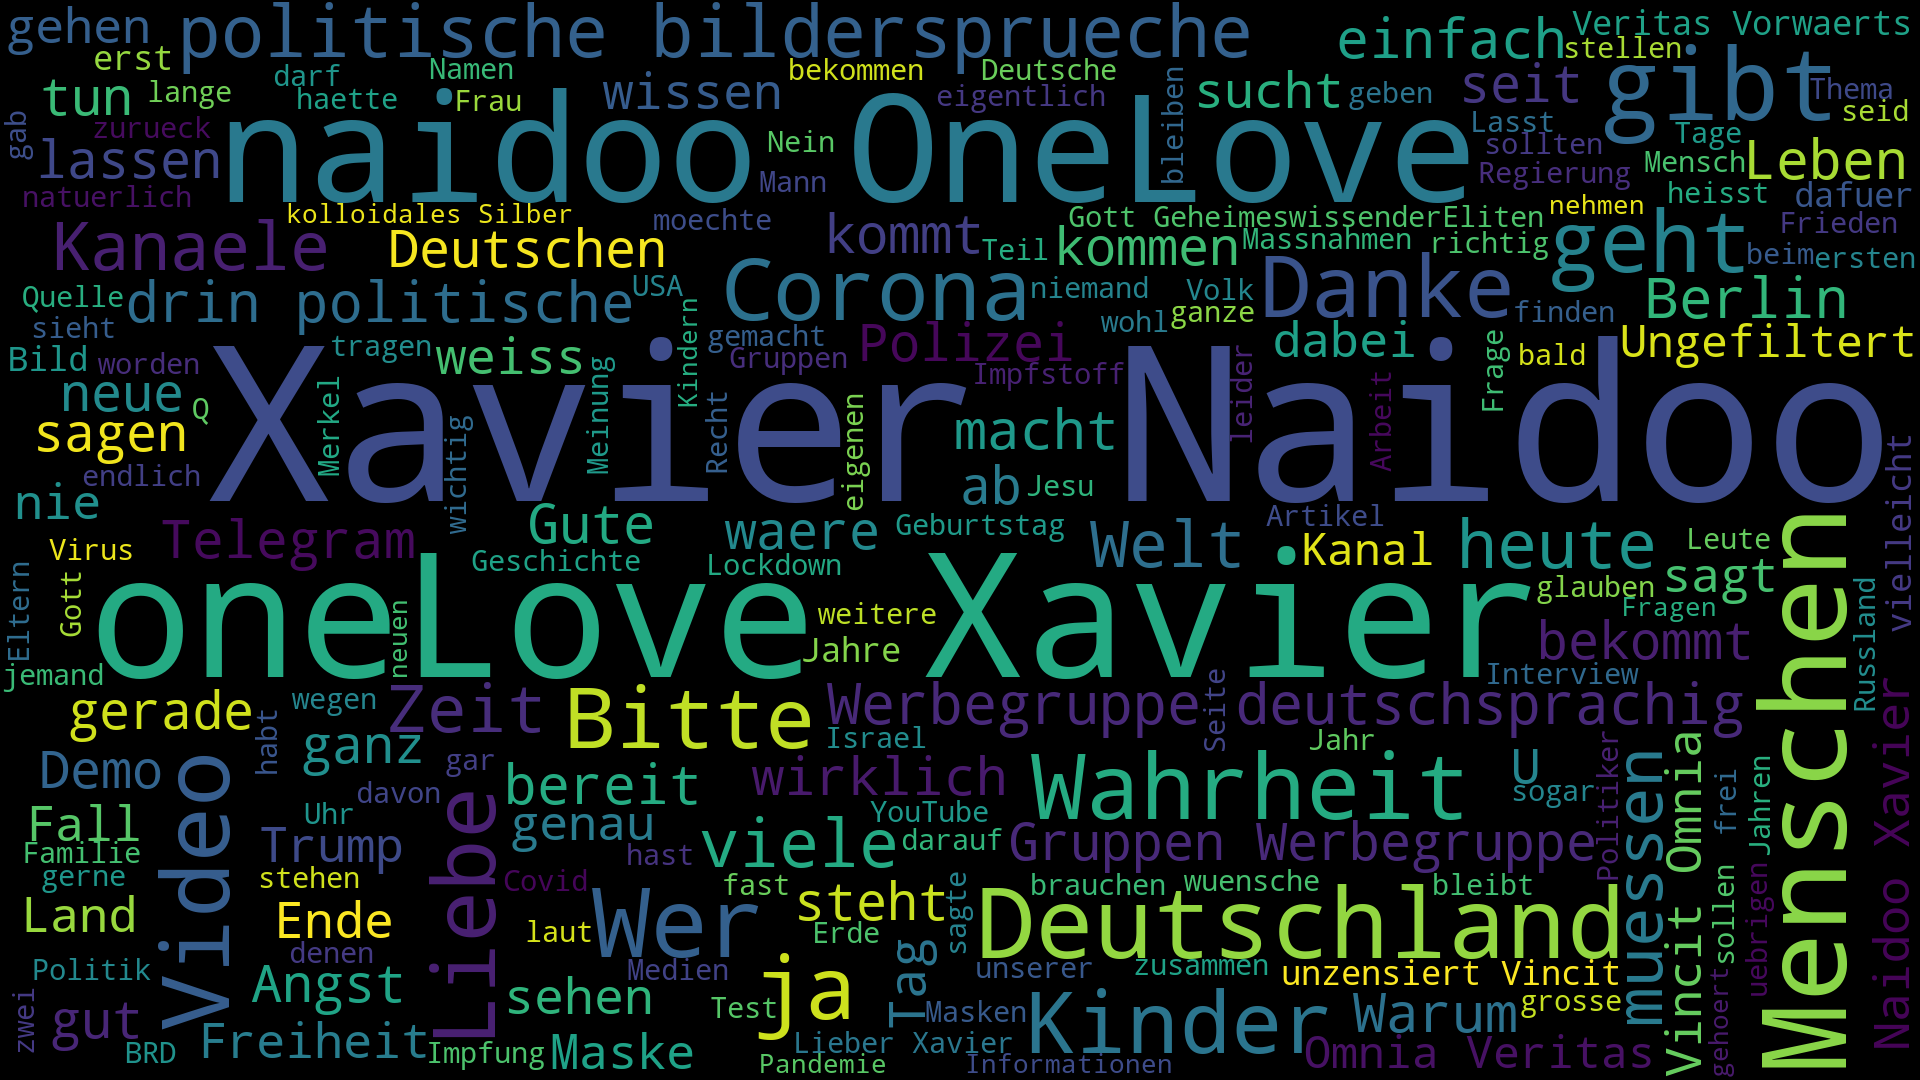 gehen politische bildersprueche einfach Veritas Vorwaerts
erst darf Namen bekommen Deutsche stellen
tun lange haette Frau wissen eigentlich sucht geben seit gibt Thema
gab zurueck naidoo OneLove bleiben Lasst Tage seid
lassen Nein sollten Mensch Leben
natuerlich Mann Regierung heisst dafuer
kolloidales Silber moechte Gott GeheimeswissenderEliten nehmen Frieden
Kanaele Deutschen kommt Teil kommen Massnahmen richtig geht beim ersten
Quelle drin politische USA Corona niemand Volk Danke finden Berlin
sieht gemacht wohl ganze
Bild worden tragen weiss Gruppen Polizei dabei bald Ungefiltert
neue Q Merkel Meinung Kindern Impfstoff leider Frage
sagen Xavier Naidoo
endlich wichtig Recht eigenen macht Arbeit
nie ab Jesu vielleicht
Telegram Gute waere Geburtstag Welt Artikel Kanal heute Leute
Virus Geschichte Lockdown sagt
Eltern Gott neuen oneLove Xavier glauben Russland
weitere Fragen
jemand Jahre bekommt Menschen
Interview
gerade wegen Zeit Bitte Werbegruppe deutschsprachig
habt ganz gar Israel Seite Jahr Politiker
Demo Video davon bereit wirklich Wahrheit U muessen Vincit Omnia
Uhr YouTube sogar frei Jahren Naidoo Xavier
Fall Trump genau viele darauf Gruppen Werbegruppe
Familie Liebe hast
gerne stehen Covid fast brauchen wuensche bleibt
Land Ende laut Wer steht sagte Deutschland sollen uebrigen
denen Erde
Politik Angst Medien ja Tag unserer zusammen unzensiert Vincit
zwei gut sehen Test Masken Kinder Warum grosse gehoert
BRD Freiheit Impfung Maske Lieber Xavier Omnia Veritas
Pandemie Informationen